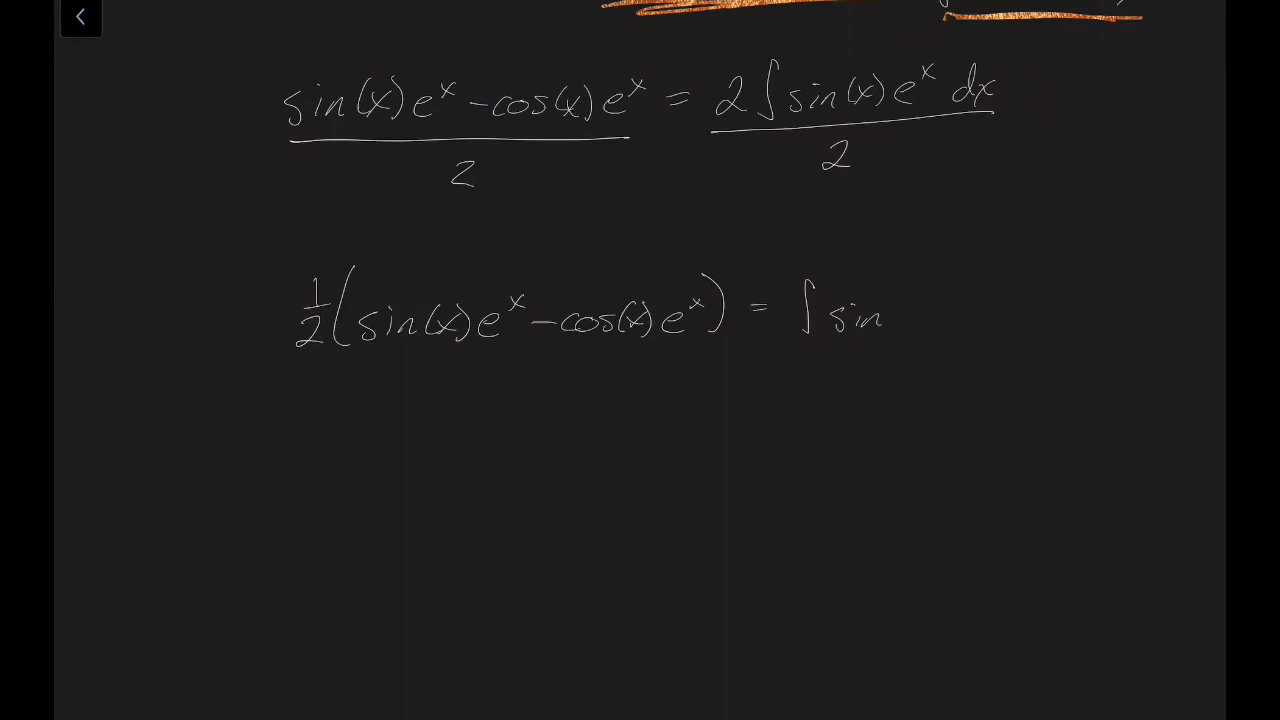 sin(x)e^x - cos(x)e^x = 2∫sin(x)e^x dx
2 2
1/2(sin(x)e^x - cos(x)e^x) = ∫sin